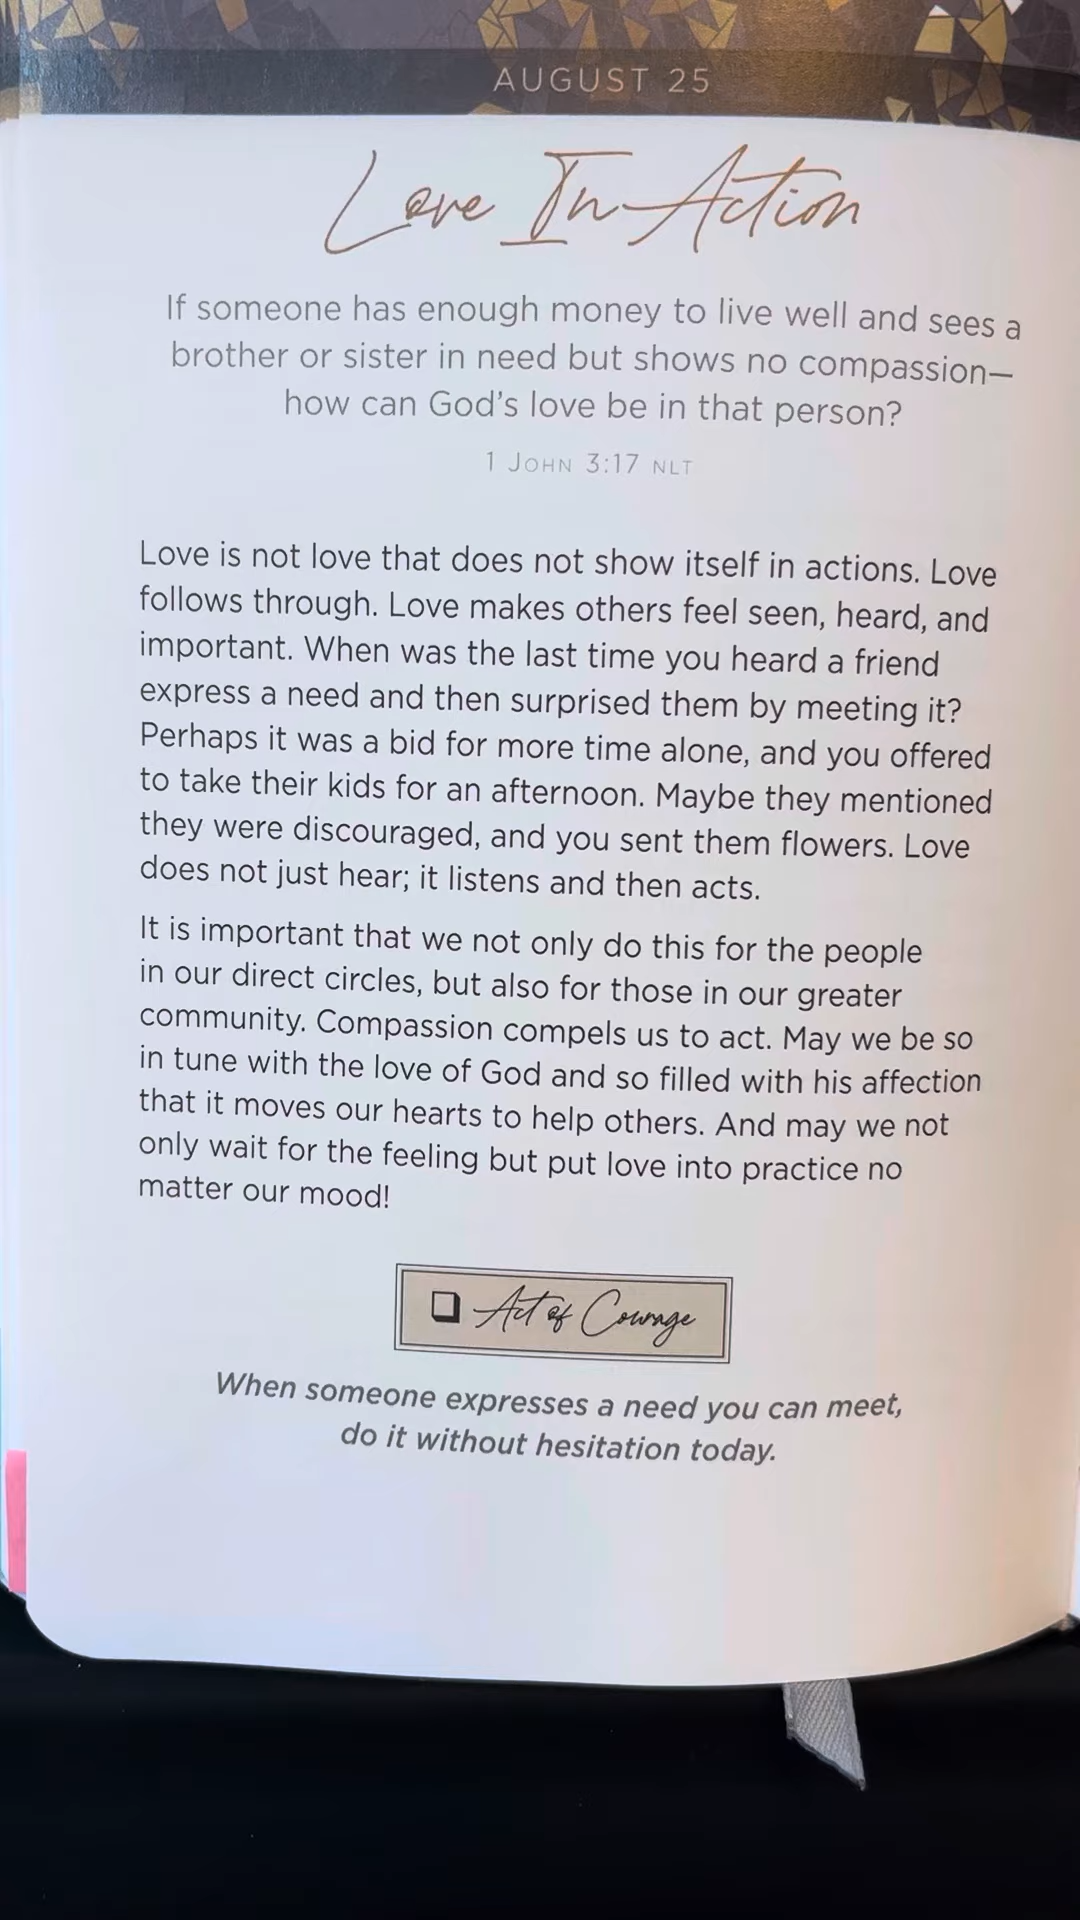 AUGUST 25
Love In Action
If someone has enough money to live well and sees a
brother or sister in need but shows no compassion—
how can God's love be in that person?
1 JOHN 3:17 NLT
Love is not love that does not show itself in actions. Love
follows through. Love makes others feel seen, heard, and
important. When was the last time you heard a friend
express a need and then surprised them by meeting it?
Perhaps it was a bid for more time alone, and you offered
to take their kids for an afternoon. Maybe they mentioned
they were discouraged, and you sent them flowers. Love
does not just hear; it listens and then acts.
It is important that we not only do this for the people
in our direct circles, but also for those in our greater
community. Compassion compels us to act. May we be so
in tune with the love of God and so filled with his affection
that it moves our hearts to help others. And may we not
only wait for the feeling but put love into practice no
matter our mood!
Act of Courage
When someone expresses a need you can meet,
do it without hesitation today.